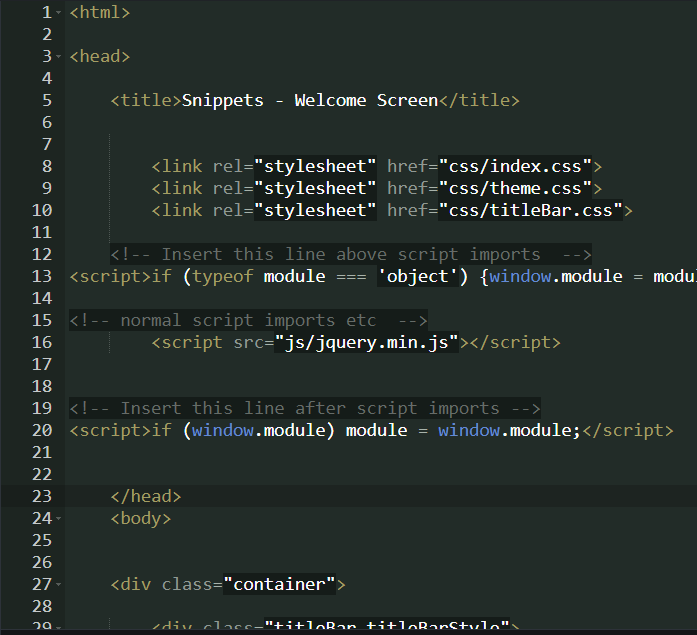 1 <html>
2
3 <head>
4
5 <title>Snippets - Welcome Screen</title>
6
7
8 <link rel="stylesheet" href="css/index.css">
9 <link rel="stylesheet" href="css/theme.css">
10 <link rel="stylesheet" href="css/titleBar.css">
11
12 <!-- Insert this line above script imports  -->
13 <script>if (typeof module === 'object') {window.module = modu
14
15 <!-- normal script imports etc  -->
16 <script src="js/jquery.min.js"></script>
17
18
19 <!-- Insert this line after script imports -->
20 <script>if (window.module) module = window.module;</script>
21
22
23 </head>
24 <body>
25
26
27 <div class="container">
28
29 <div class="titleBar titleBarStyle">